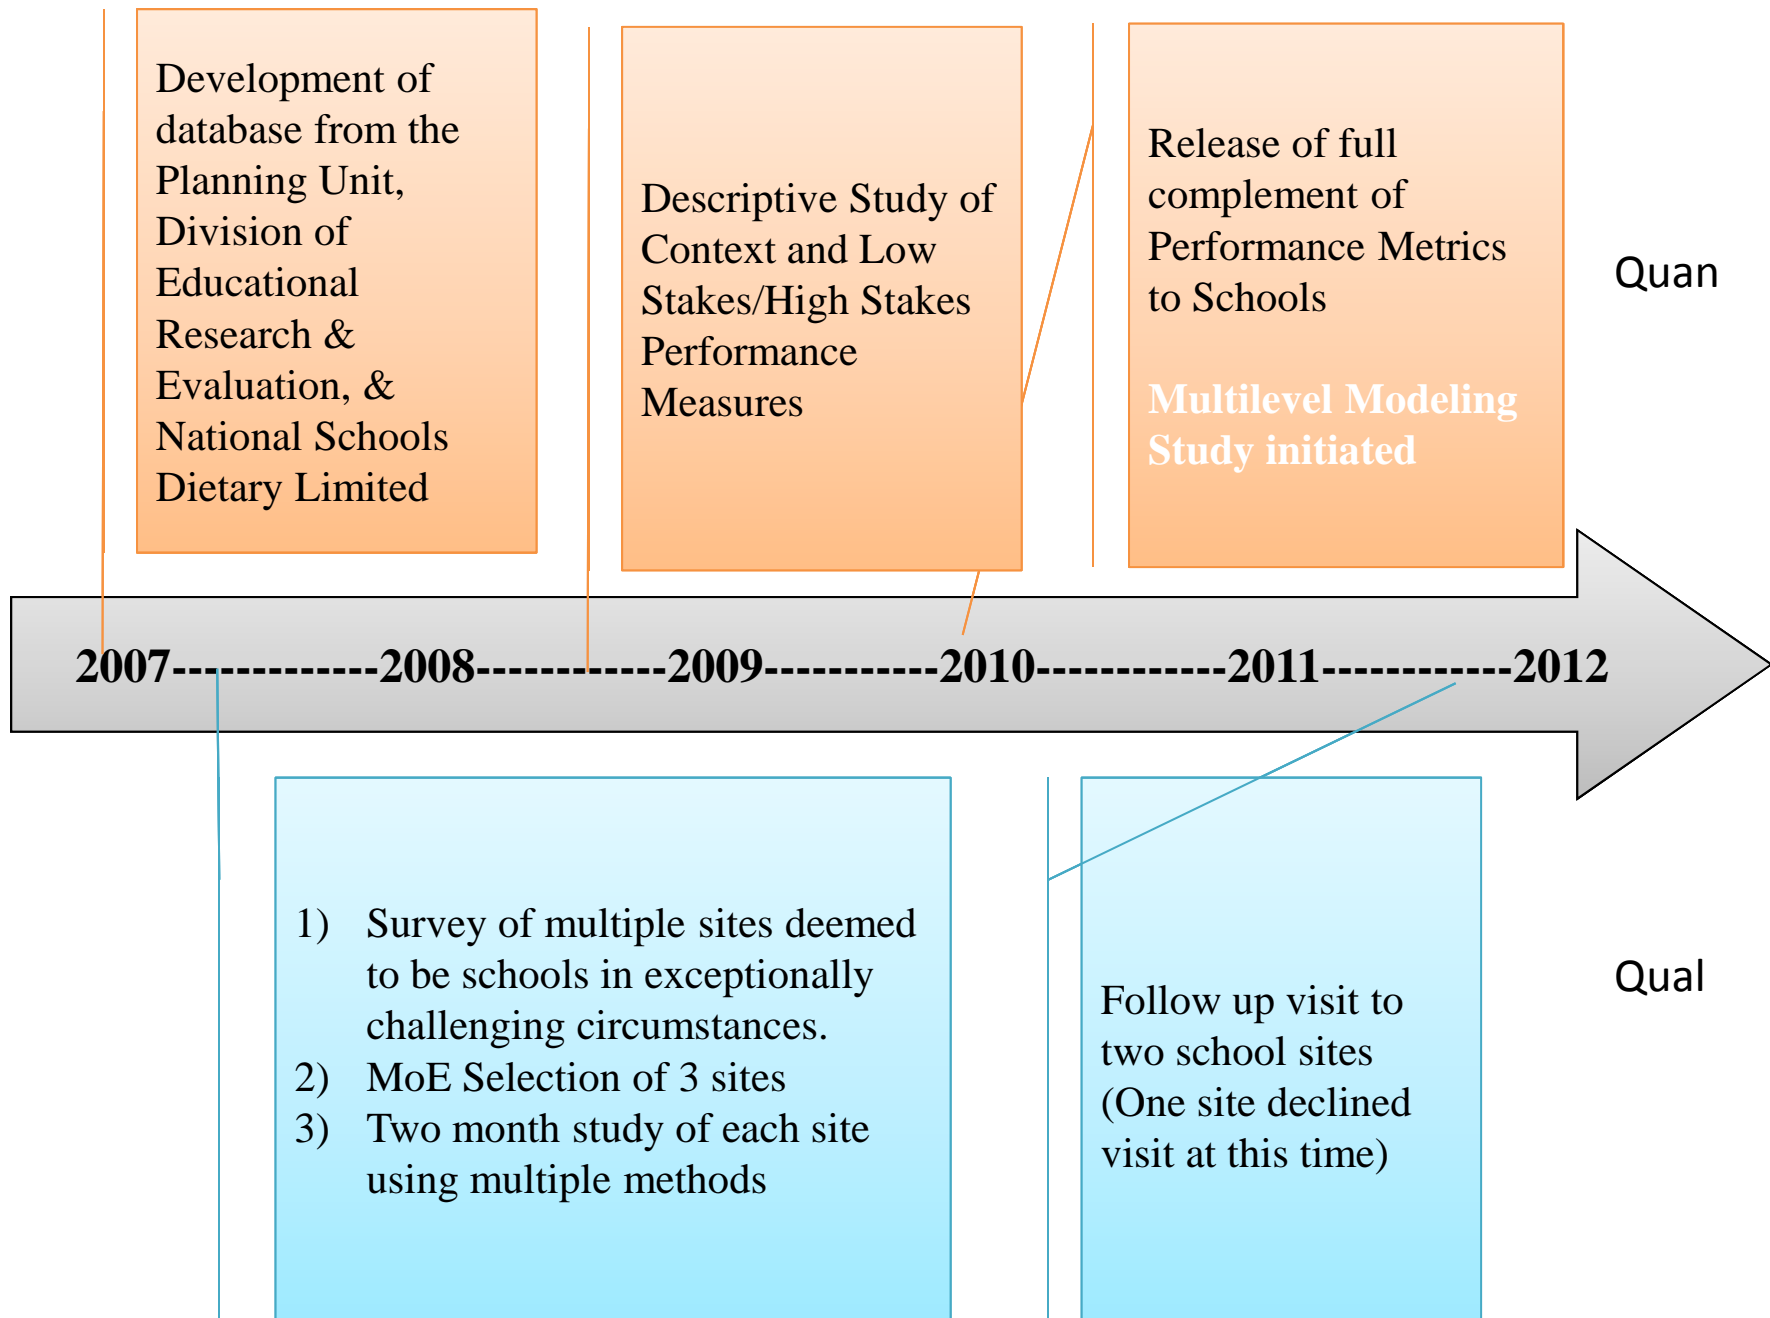 Development of
database from the
Planning Unit,
Division of
Educational
Research &
Evaluation, &
National Schools
Dietary Limited
Descriptive Study of
Context and Low
Stakes/High Stakes
Performance
Measures
Release of full
complement of
Performance Metrics
to Schools
Multilevel Modeling
Study initiated
Quan
2007-------------2008-------------2009------------2010-------------2011-------------2012
1) Survey of multiple sites deemed
to be schools in exceptionally
challenging circumstances.
2) MoE Selection of 3 sites
3) Two month study of each site
using multiple methods
Follow up visit to
two school sites
(One site declined
visit at this time)
Qual